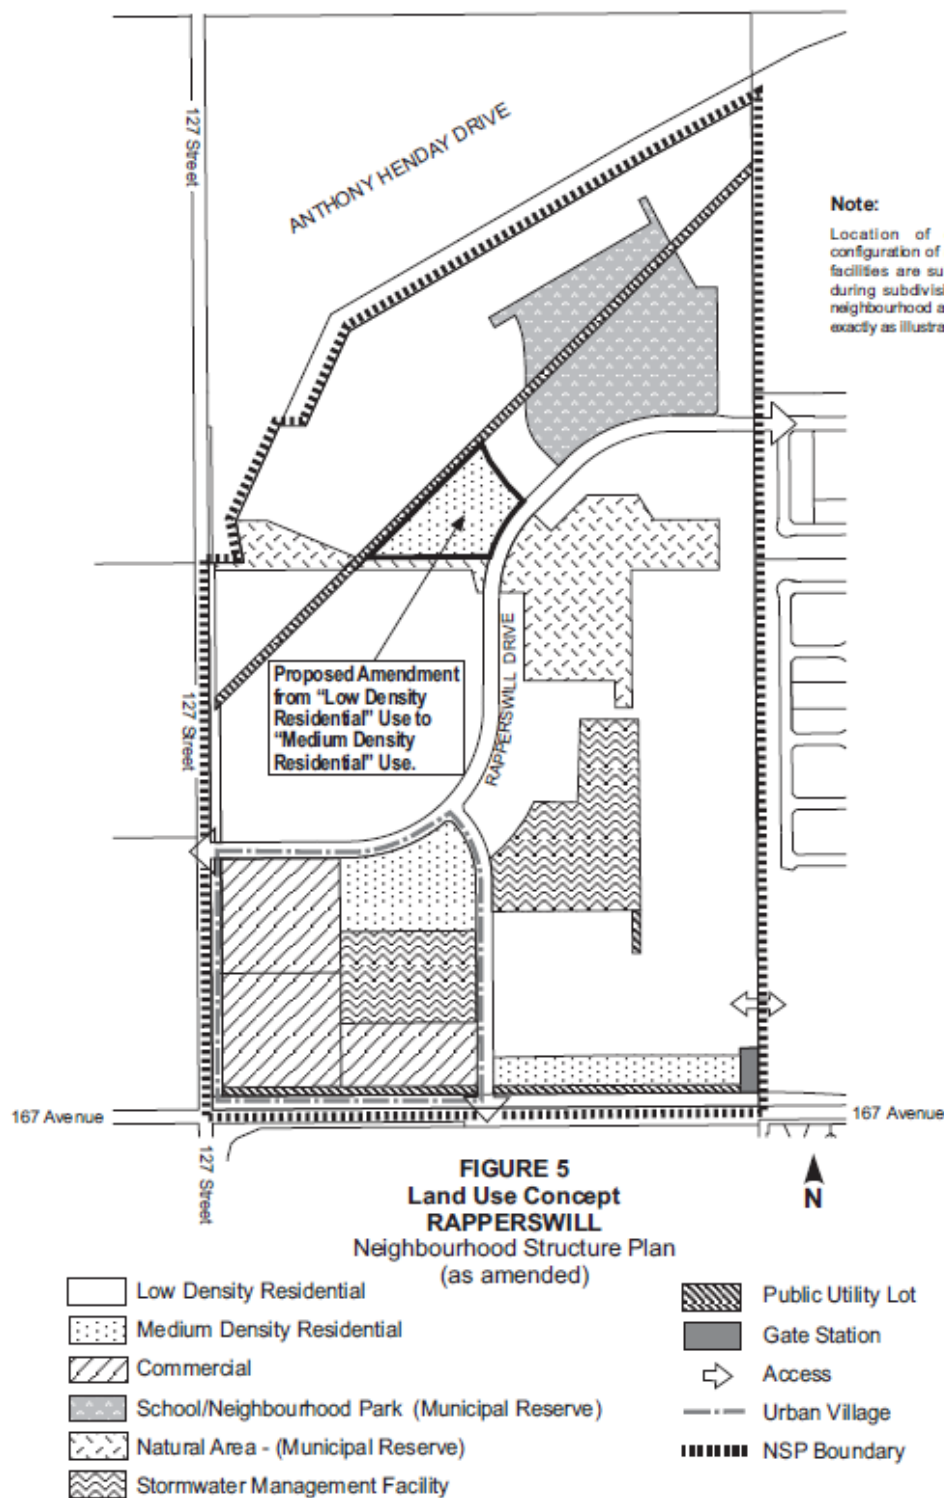 127 Street
ANTHONY HENDAY DRIVE
Note:
Location of
configuration of
facilities are su
during subdivisi
neighbourhood a
exactly as illustra
RAPPERSWILL DRIVE
Proposed Amendment
from “Low Density
Residential” Use to
“Medium Density
Residential” Use.
127 Street
167 Avenue
167 Avenue
127 Street
N
FIGURE 5
Land Use Concept
RAPPERSWILL
Neighbourhood Structure Plan
(as amended)
Low Density Residential
Medium Density Residential
Commercial
School/Neighbourhood Park (Municipal Reserve)
Natural Area - (Municipal Reserve)
Stormwater Management Facility
Public Utility Lot
Gate Station
Access
Urban Village
NSP Boundary